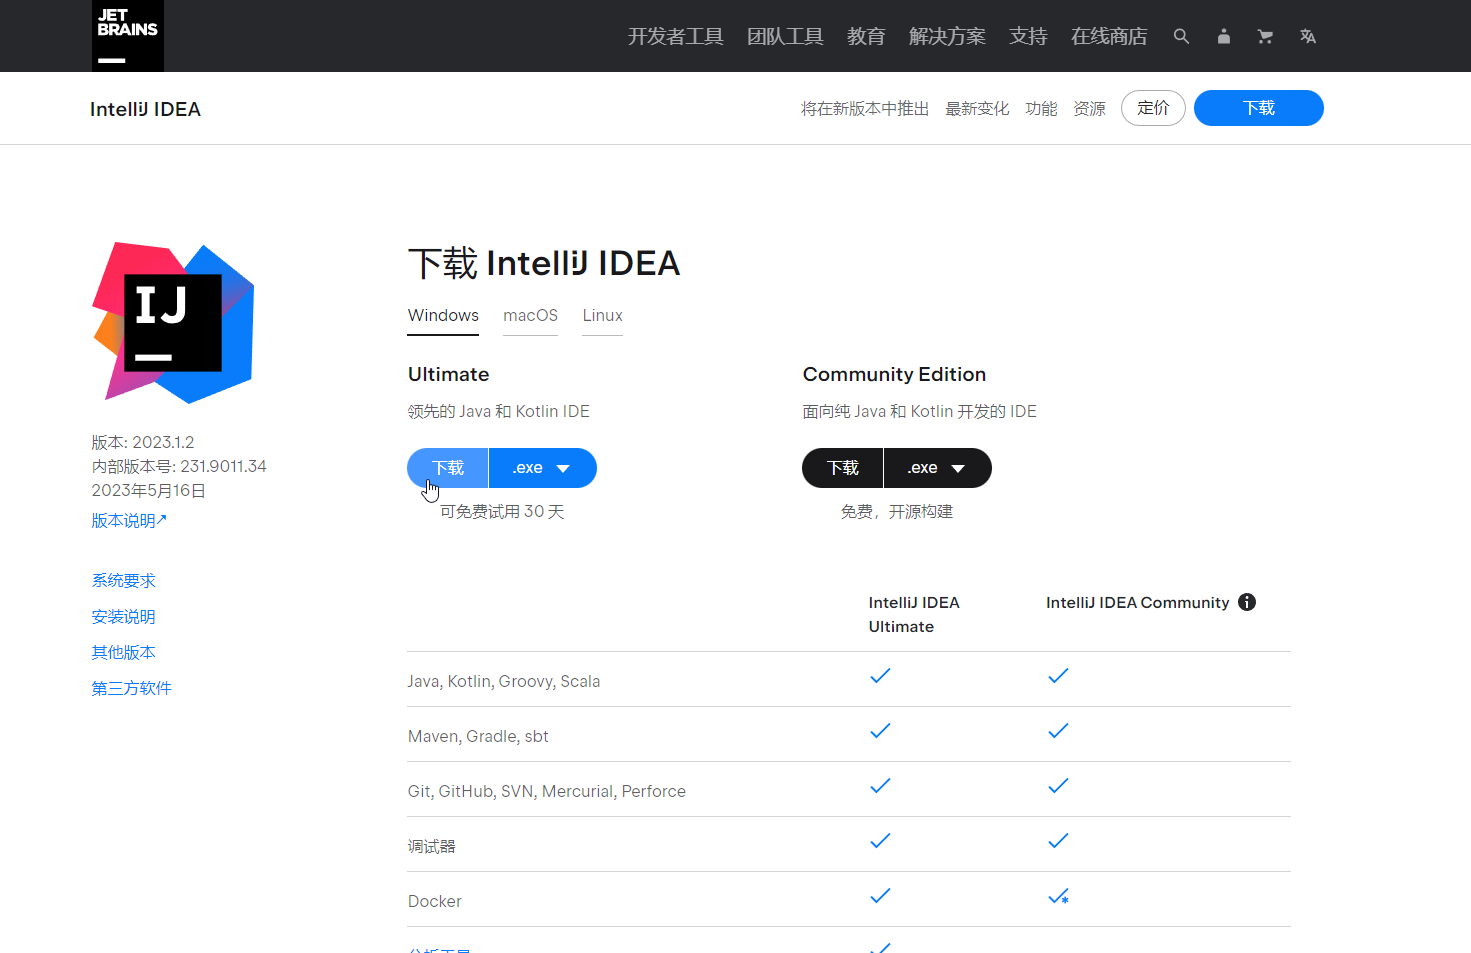 JET
BRAINS
开发者工具 团队工具 教育 解决方案 支持 在线商店
IntelliJ IDEA
将在新版本中推出 最新变化 功能 资源 定价 下载
IJ
下载 IntelliJ IDEA
Windows macOS Linux
Ultimate
领先的 Java 和 Kotlin IDE
下载 .exe
可免费试用 30 天
Community Edition
面向纯 Java 和 Kotlin 开发的 IDE
下载 .exe
免费，开源构建
版本: 2023.1.2
内部版本号: 231.9011.34
2023年5月16日
版本说明↗
系统要求
安装说明
其他版本
第三方软件
IntelliJ IDEA
Ultimate
IntelliJ IDEA Community
Java, Kotlin, Groovy, Scala
Maven, Gradle, sbt
Git, GitHub, SVN, Mercurial, Perforce
调试器
Docker